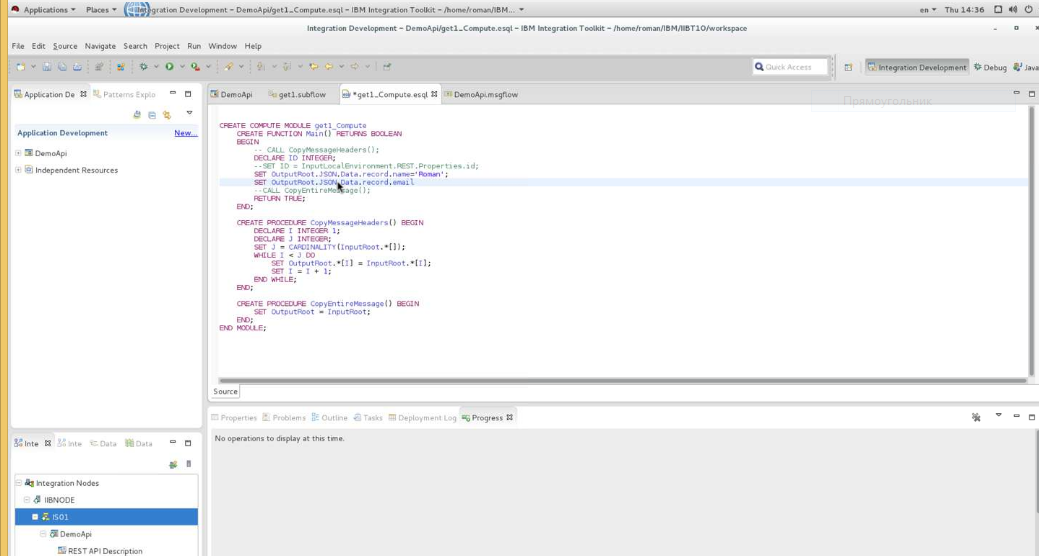 Applications ▾ Places ▾ Integration Development - DemoApi/get1_Compute.esql - IBM Integration Toolkit - /home/roman/IBM... ▾ en ▾ Thu 14:36
Integration Development - DemoApi/get1_Compute.esql - IBM Integration Toolkit - /home/roman/IBM/IIBT10/workspace
File Edit Source Navigate Search Project Run Window Help
Quick Access Integration Development Debug Java
Application De Patterns Explo DemoApi get1.subflow *get1_Compute.esql DemoApi.msgflow
Прямоугольник
Application Development New...
DemoApi
Independent Resources
CREATE COMPUTE MODULE get1_Compute
CREATE FUNCTION Main() RETURNS BOOLEAN
BEGIN
-- CALL CopyMessageHeaders();
DECLARE ID INTEGER;
--SET ID = InputLocalEnvironment.REST.Properties.id;
SET OutputRoot.JSON.Data.record.name='Roman';
SET OutputRoot.JSON.Data.record.email
--CALL CopyEntireMessage();
RETURN TRUE;
END;
CREATE PROCEDURE CopyMessageHeaders() BEGIN
DECLARE I INTEGER 1;
DECLARE J INTEGER;
SET J = CARDINALITY(InputRoot.*[]);
WHILE I < J DO
SET OutputRoot.*[I] = InputRoot.*[I];
SET I = I + 1;
END WHILE;
END;
CREATE PROCEDURE CopyEntireMessage() BEGIN
SET OutputRoot = InputRoot;
END;
END MODULE;
Source
Properties Problems Outline Tasks Deployment Log Progress
No operations to display at this time.
Inte Inte Data Data
Integration Nodes
IIBNODE
IS01
DemoApi
REST API Description